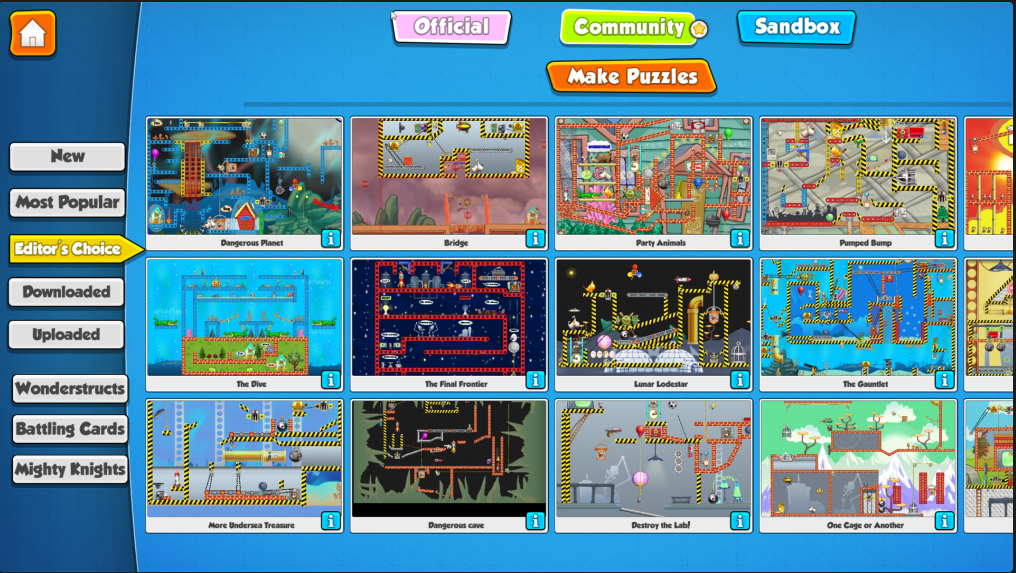 Official
Community
Sandbox
Make Puzzles
New
Most Popular
Editor's Choice
Downloaded
Uploaded
Wonderstructs
Battling Cards
Mighty Knights
Dangerous Planet
Bridge
Party Animals
Pumped Bump
The Dive
The Final Frontier
Lunar Lodestar
The Gauntlet
More Undersea Treasure
Dangerous cave
Destroy the Lab!
One Cage or Another